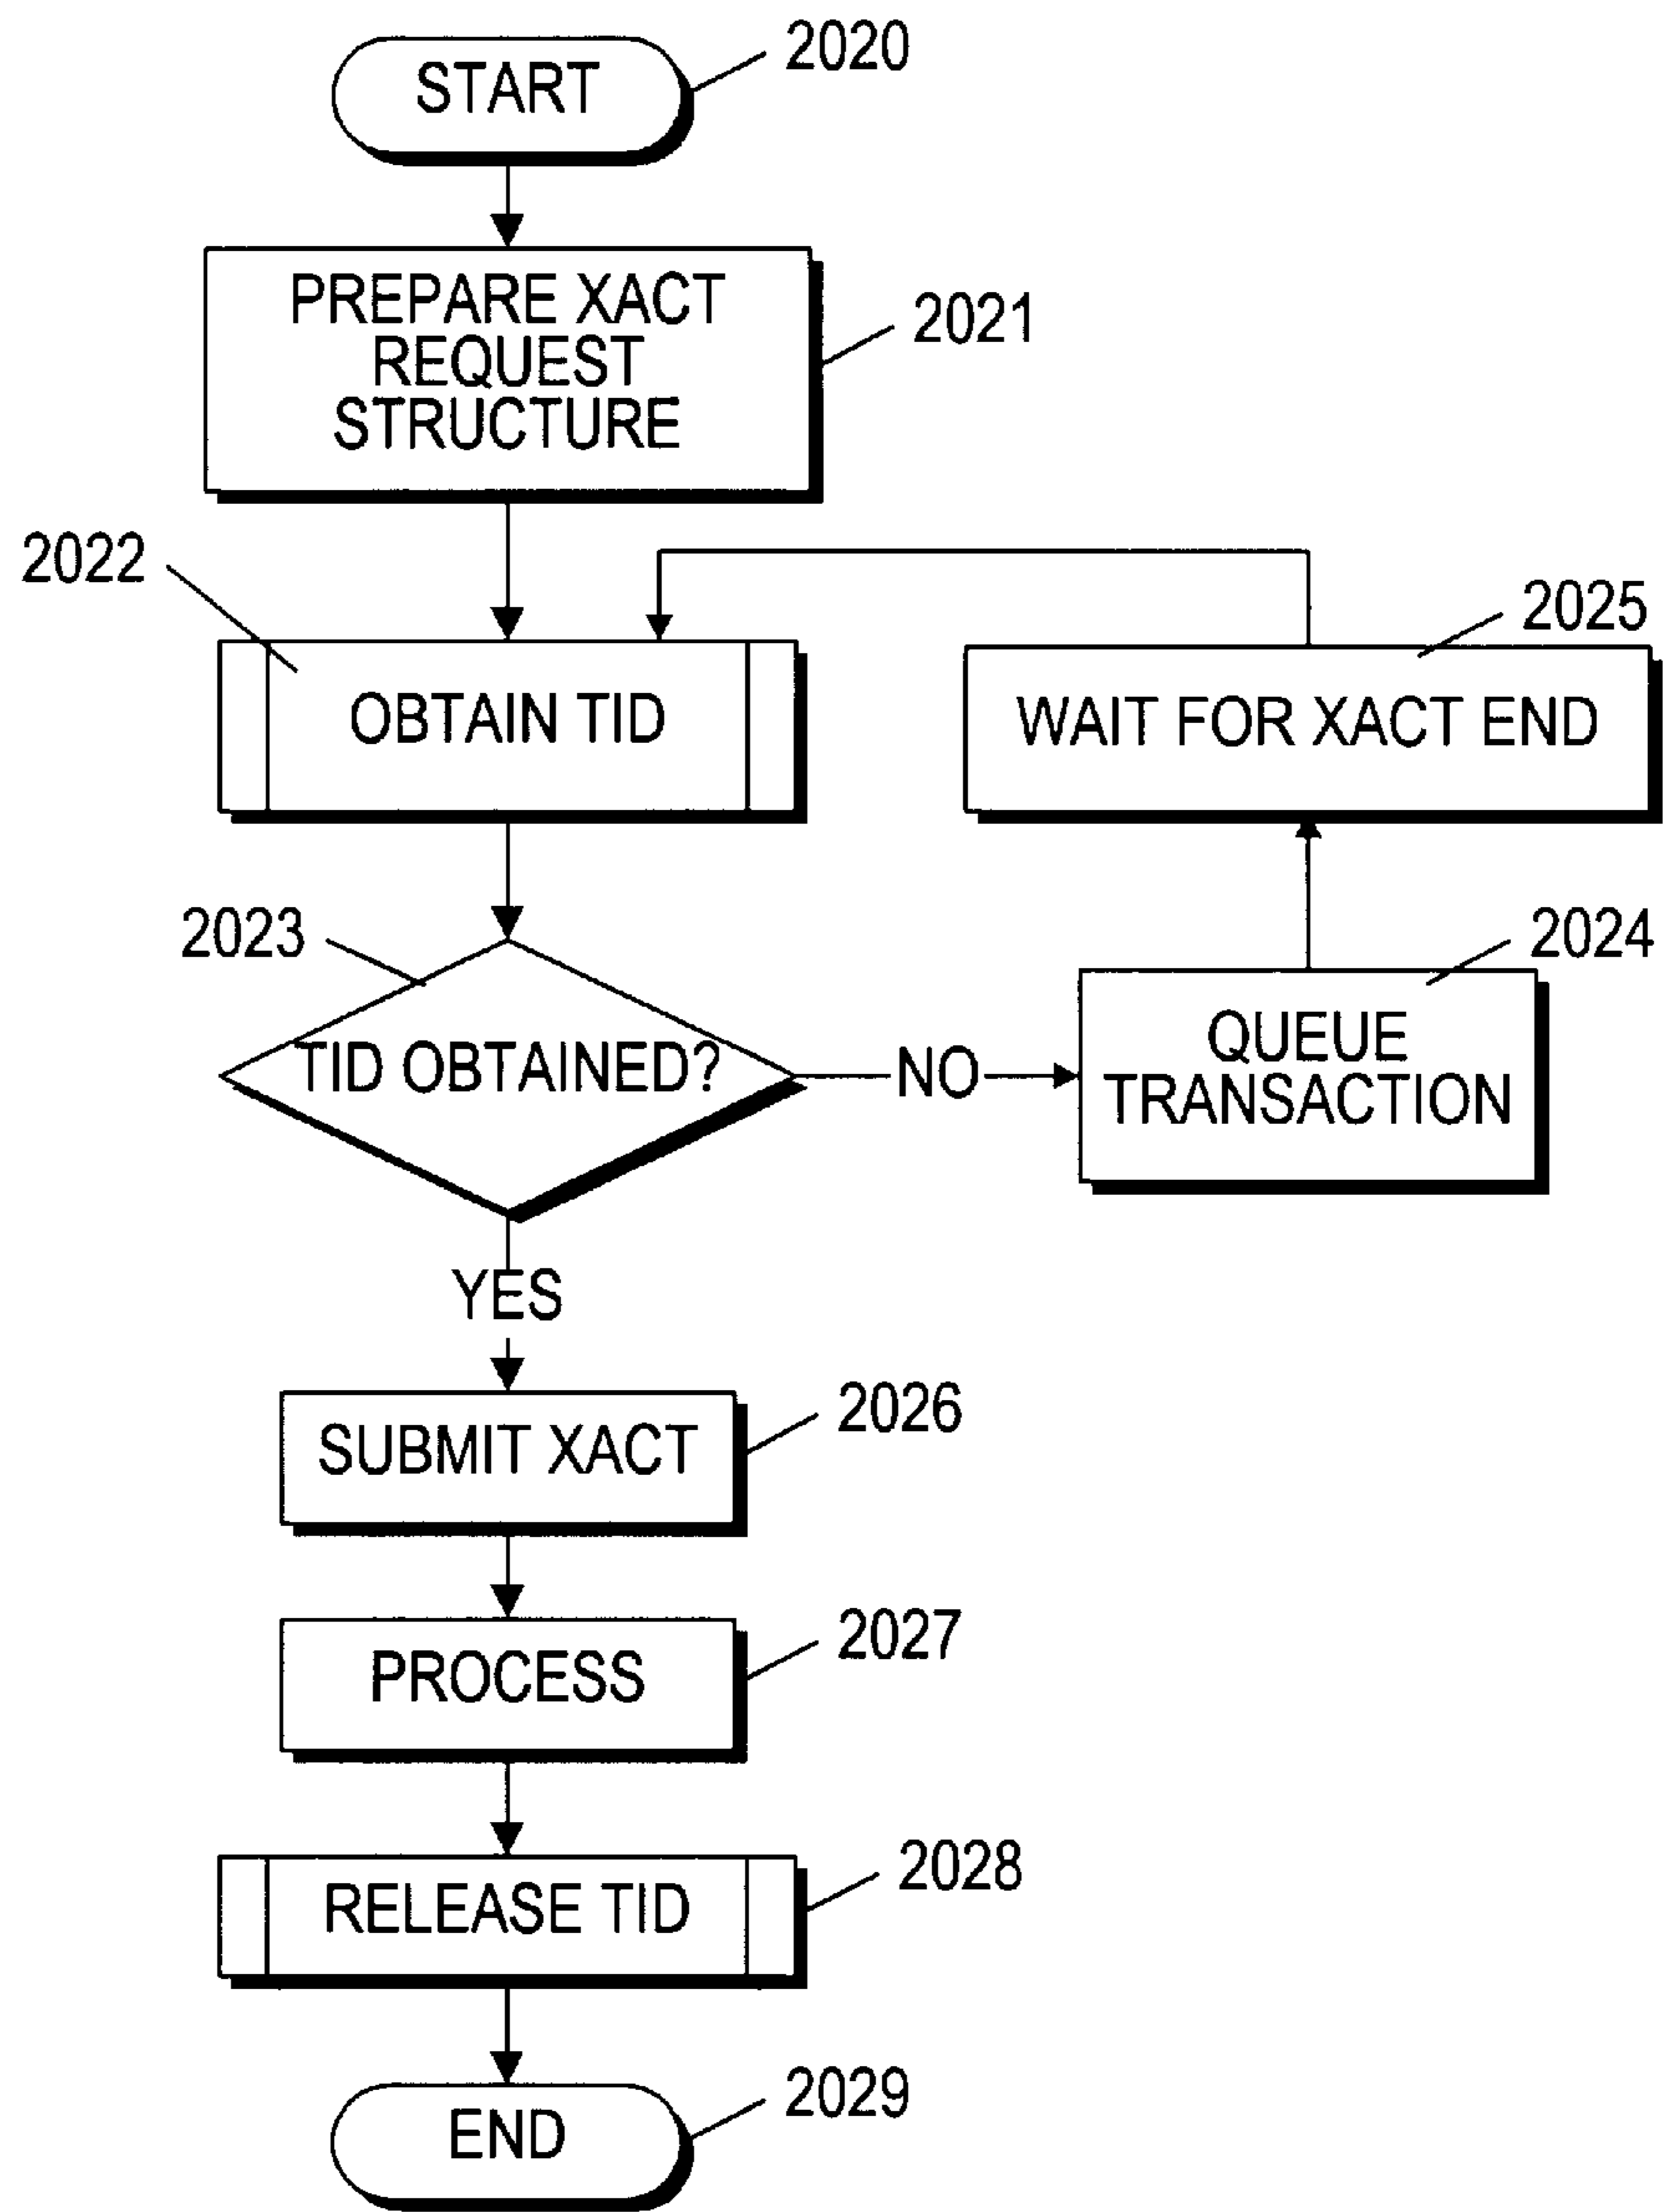 START
2020
PREPARE XACT
REQUEST
STRUCTURE
2021
2022
OBTAIN TID
2025
WAIT FOR XACT END
2023
TID OBTAINED?
NO
2024
QUEUE
TRANSACTION
YES
SUBMIT XACT
2026
PROCESS
2027
RELEASE TID
2028
END
2029